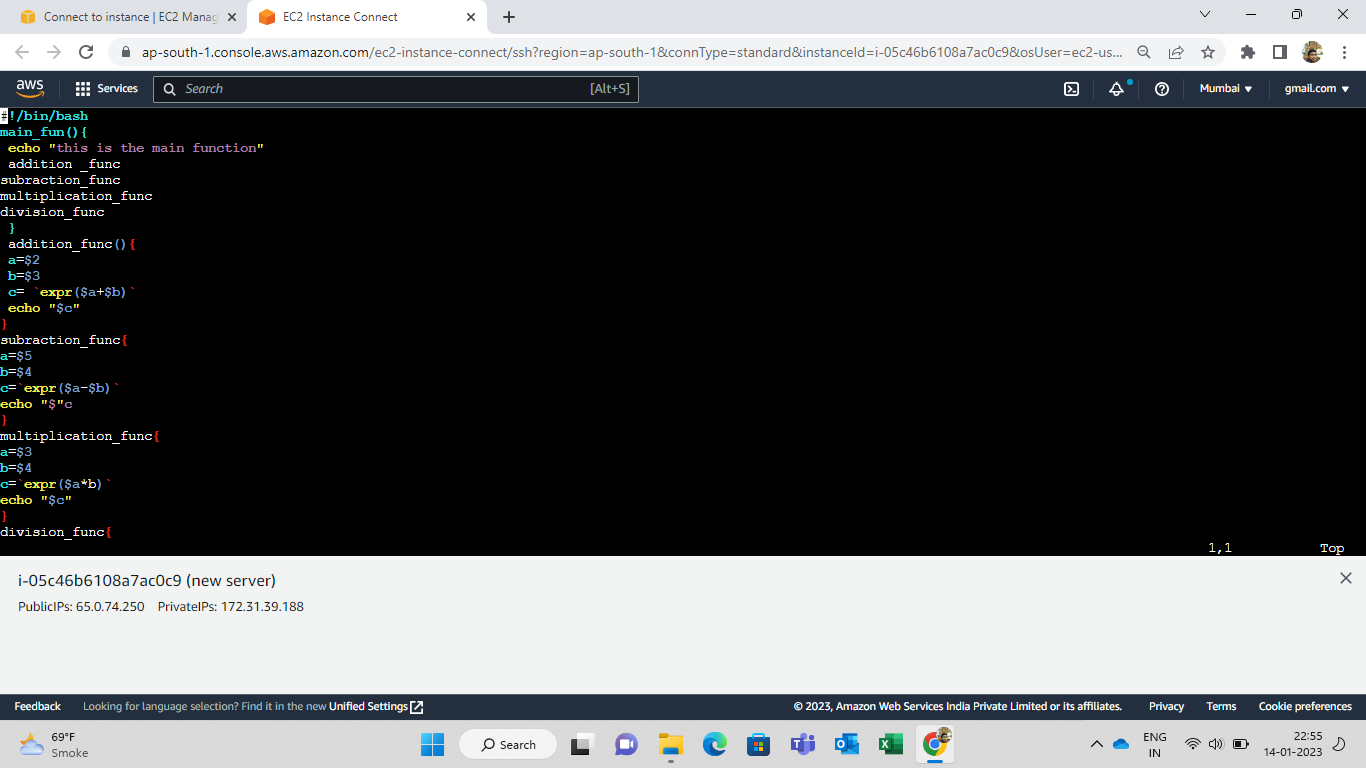 Connect to instance | EC2 Manag
EC2 Instance Connect
ap-south-1.console.aws.amazon.com/ec2-instance-connect/ssh?region=ap-south-1&connType=standard&instanceId=i-05c46b6108a7ac0c9&osUser=ec2-us...
aws Services Search [Alt+S] Mumbai gmail.com
#!/bin/bash
main_fun(){
echo "this is the main function"
addition _func
subraction_func
multiplication_func
division_func
}
addition_func(){
a=$2
b=$3
c= `expr($a+$b)`
echo "$c"
}
subraction_func{
a=$5
b=$4
c=`expr($a-$b)`
echo "$"c
}
multiplication_func{
a=$3
b=$4
c=`expr($a*b)`
echo "$c"
}
division_func{
1,1 Top
i-05c46b6108a7ac0c9 (new server)
PublicIPs: 65.0.74.250 PrivateIPs: 172.31.39.188
Feedback Looking for language selection? Find it in the new Unified Settings © 2023, Amazon Web Services India Private Limited or its affiliates. Privacy Terms Cookie preferences
69°F
Smoke
Search
ENG
IN
22:55
14-01-2023